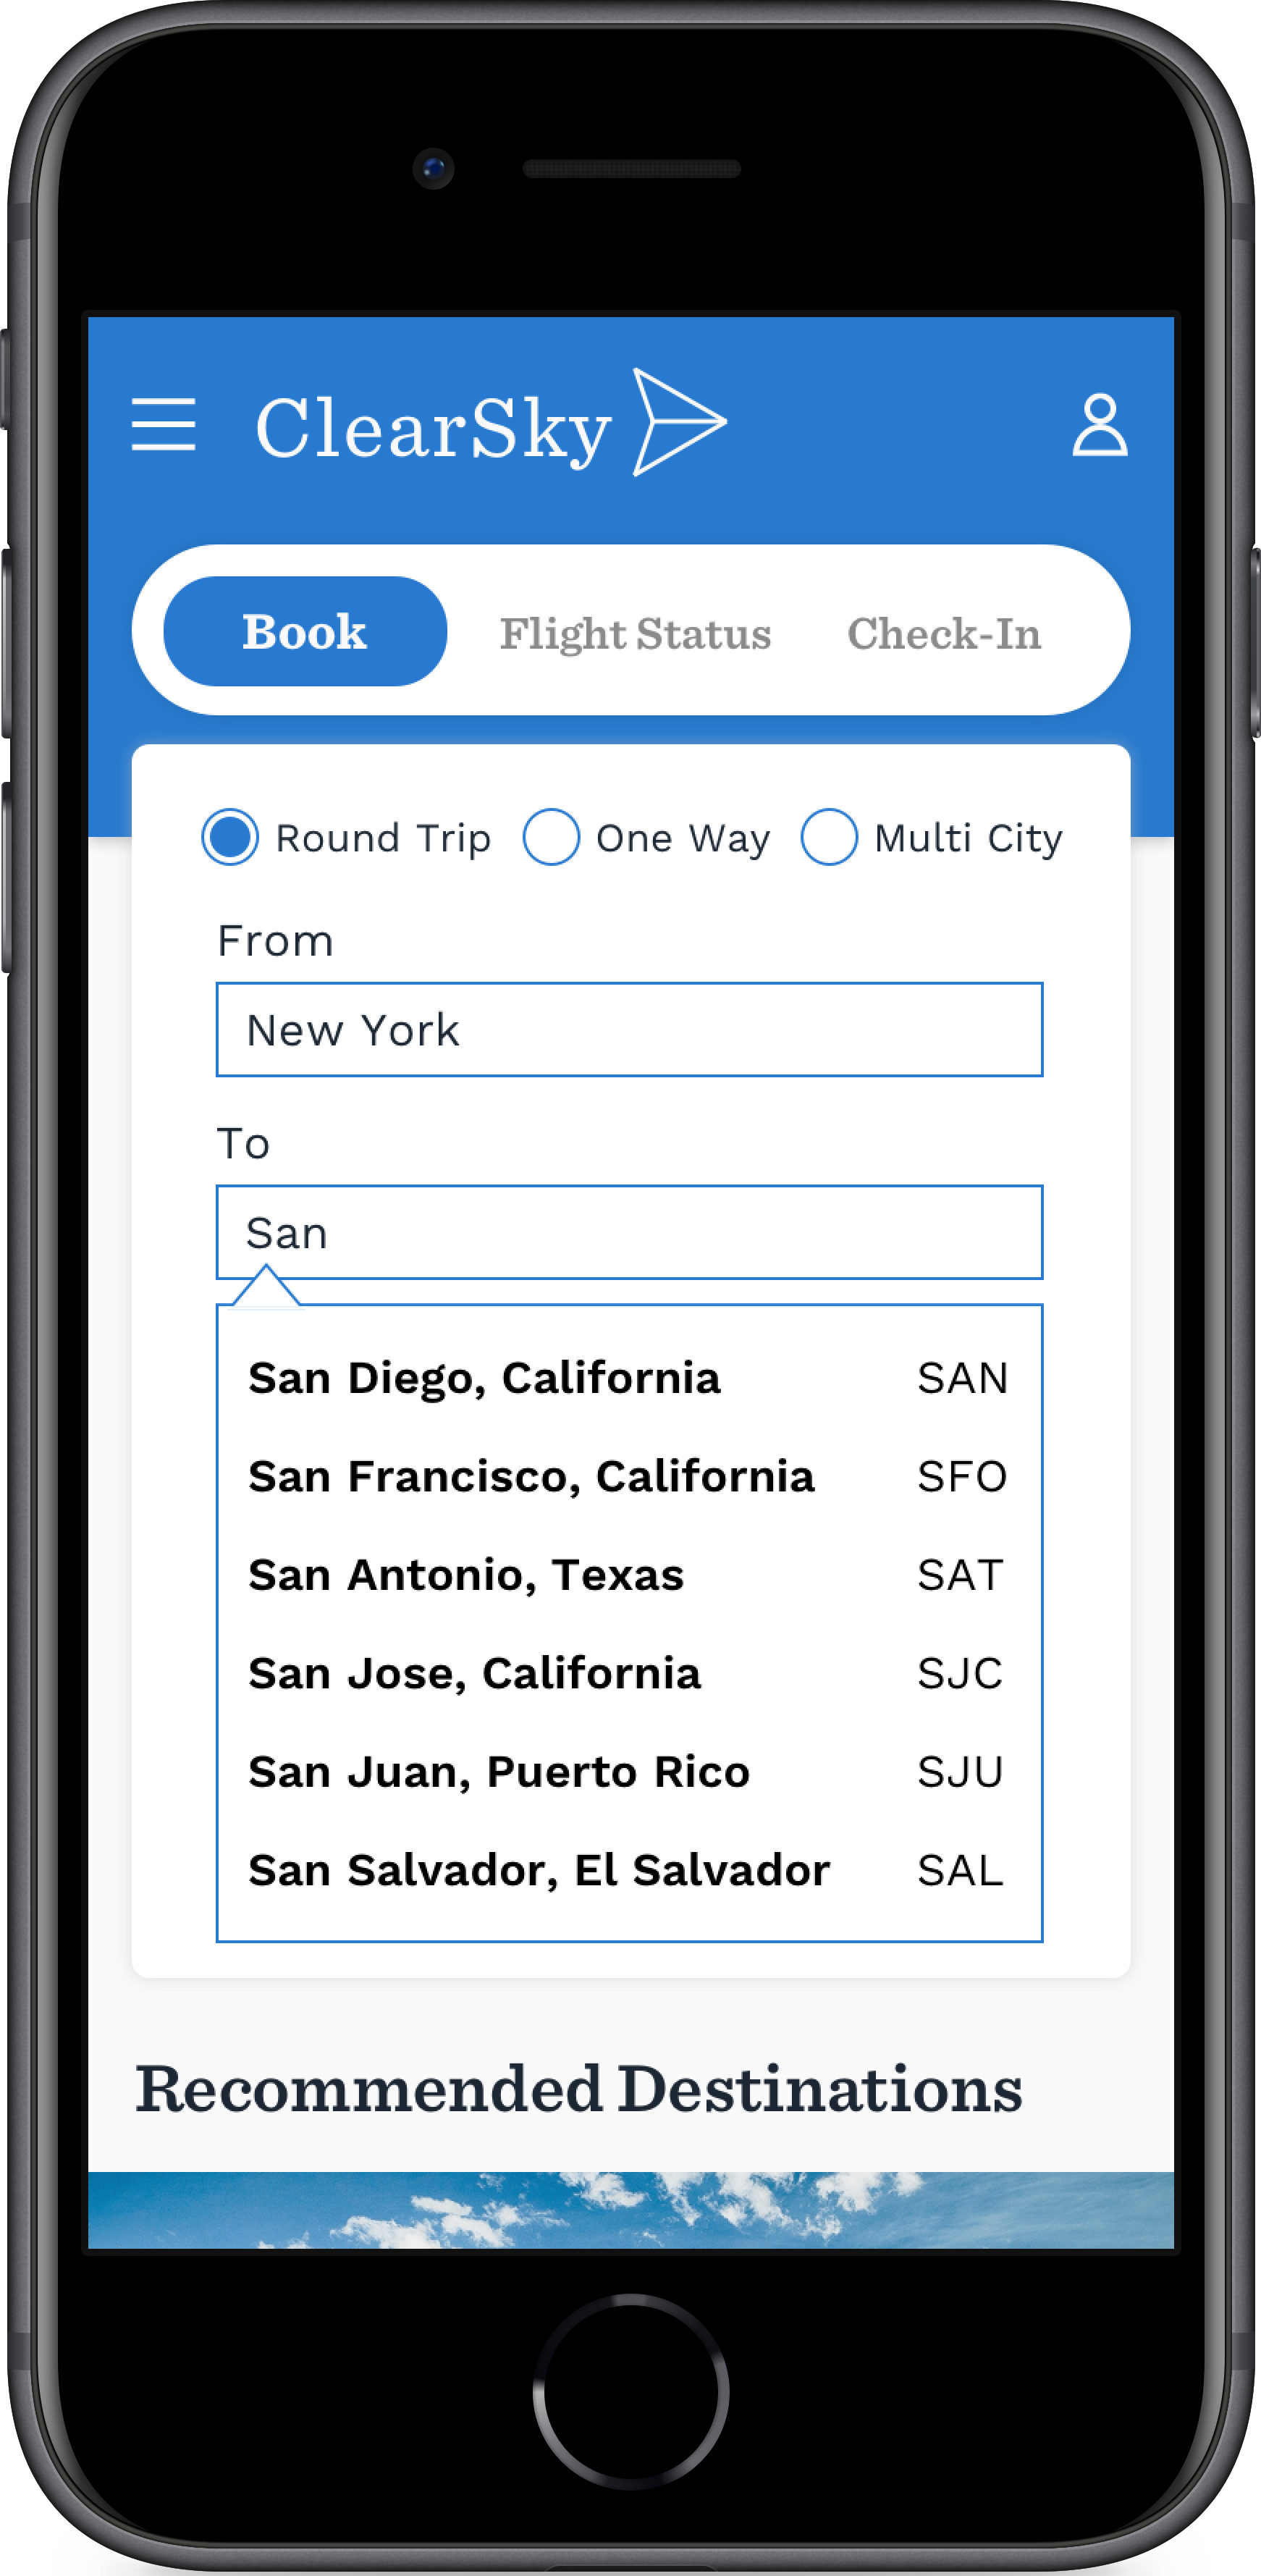 ClearSky
Book Flight Status Check-In
Round Trip One Way Multi City
From
New York
To
San
San Diego, California SAN
San Francisco, California SFO
San Antonio, Texas SAT
San Jose, California SJC
San Juan, Puerto Rico SJU
San Salvador, El Salvador SAL
Recommended Destinations